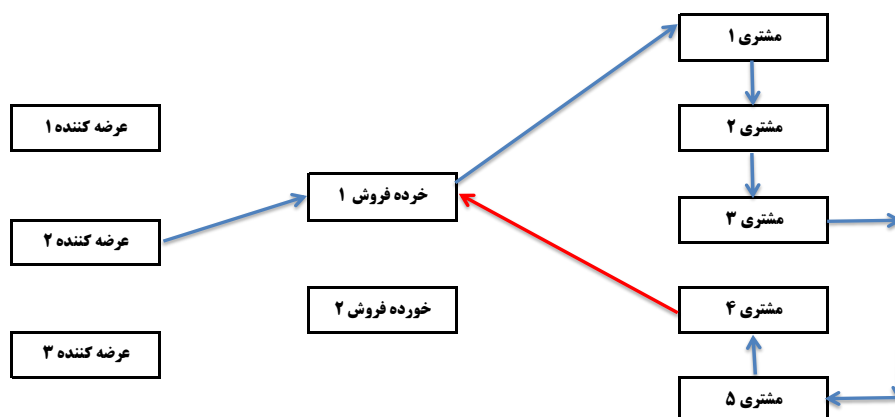 عرضه کننده ۱
عرضه کننده ۲
عرضه کننده ۳
خرده فروش ۱
خورده فروش ۲
مشتری ۱
مشتری ۲
مشتری ۳
مشتری ۴
مشتری ۵